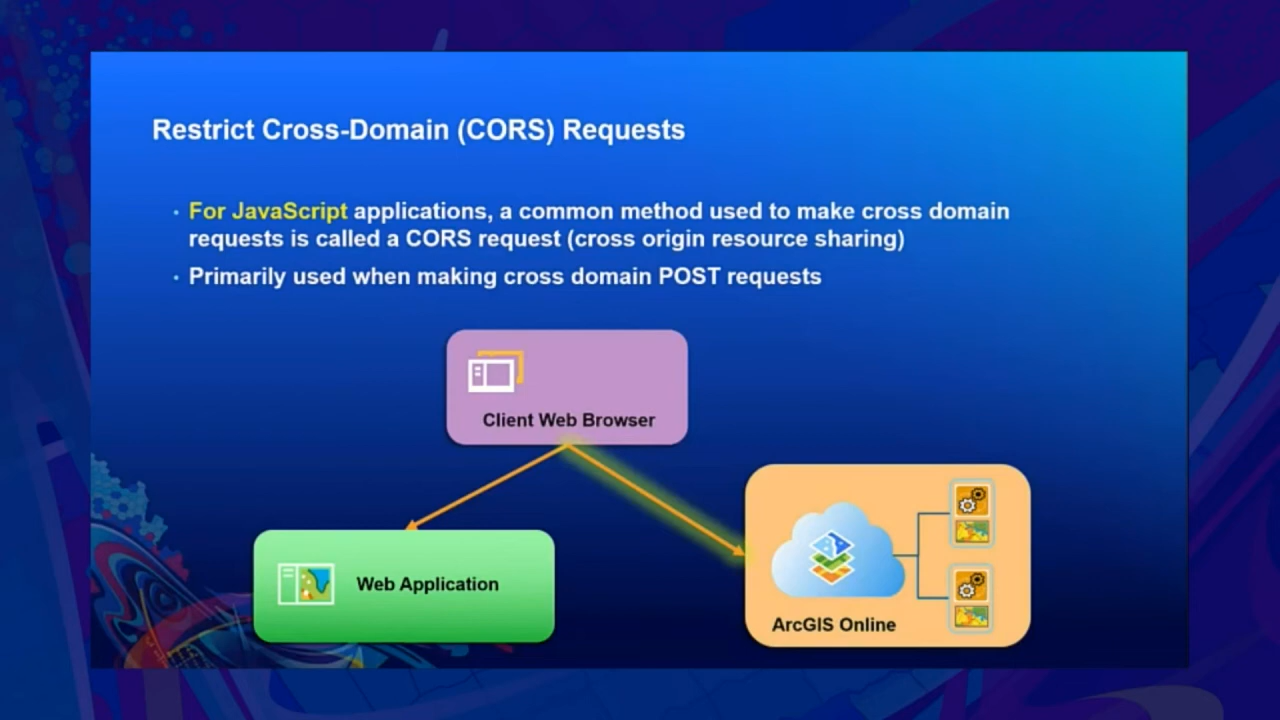 Restrict Cross-Domain (CORS) Requests
For JavaScript applications, a common method used to make cross domain
requests is called a CORS request (cross origin resource sharing)
Primarily used when making cross domain POST requests
Client Web Browser
Web Application
ArcGIS Online